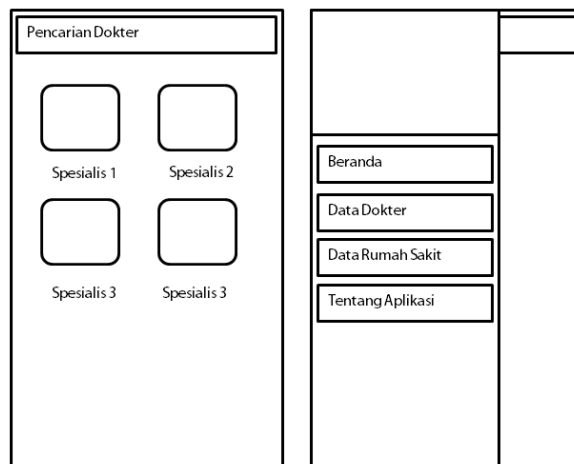 Pencarian Dokter
Spesialis 1
Spesialis 2
Spesialis 3
Spesialis 3
Beranda
Data Dokter
Data Rumah Sakit
Tentang Aplikasi